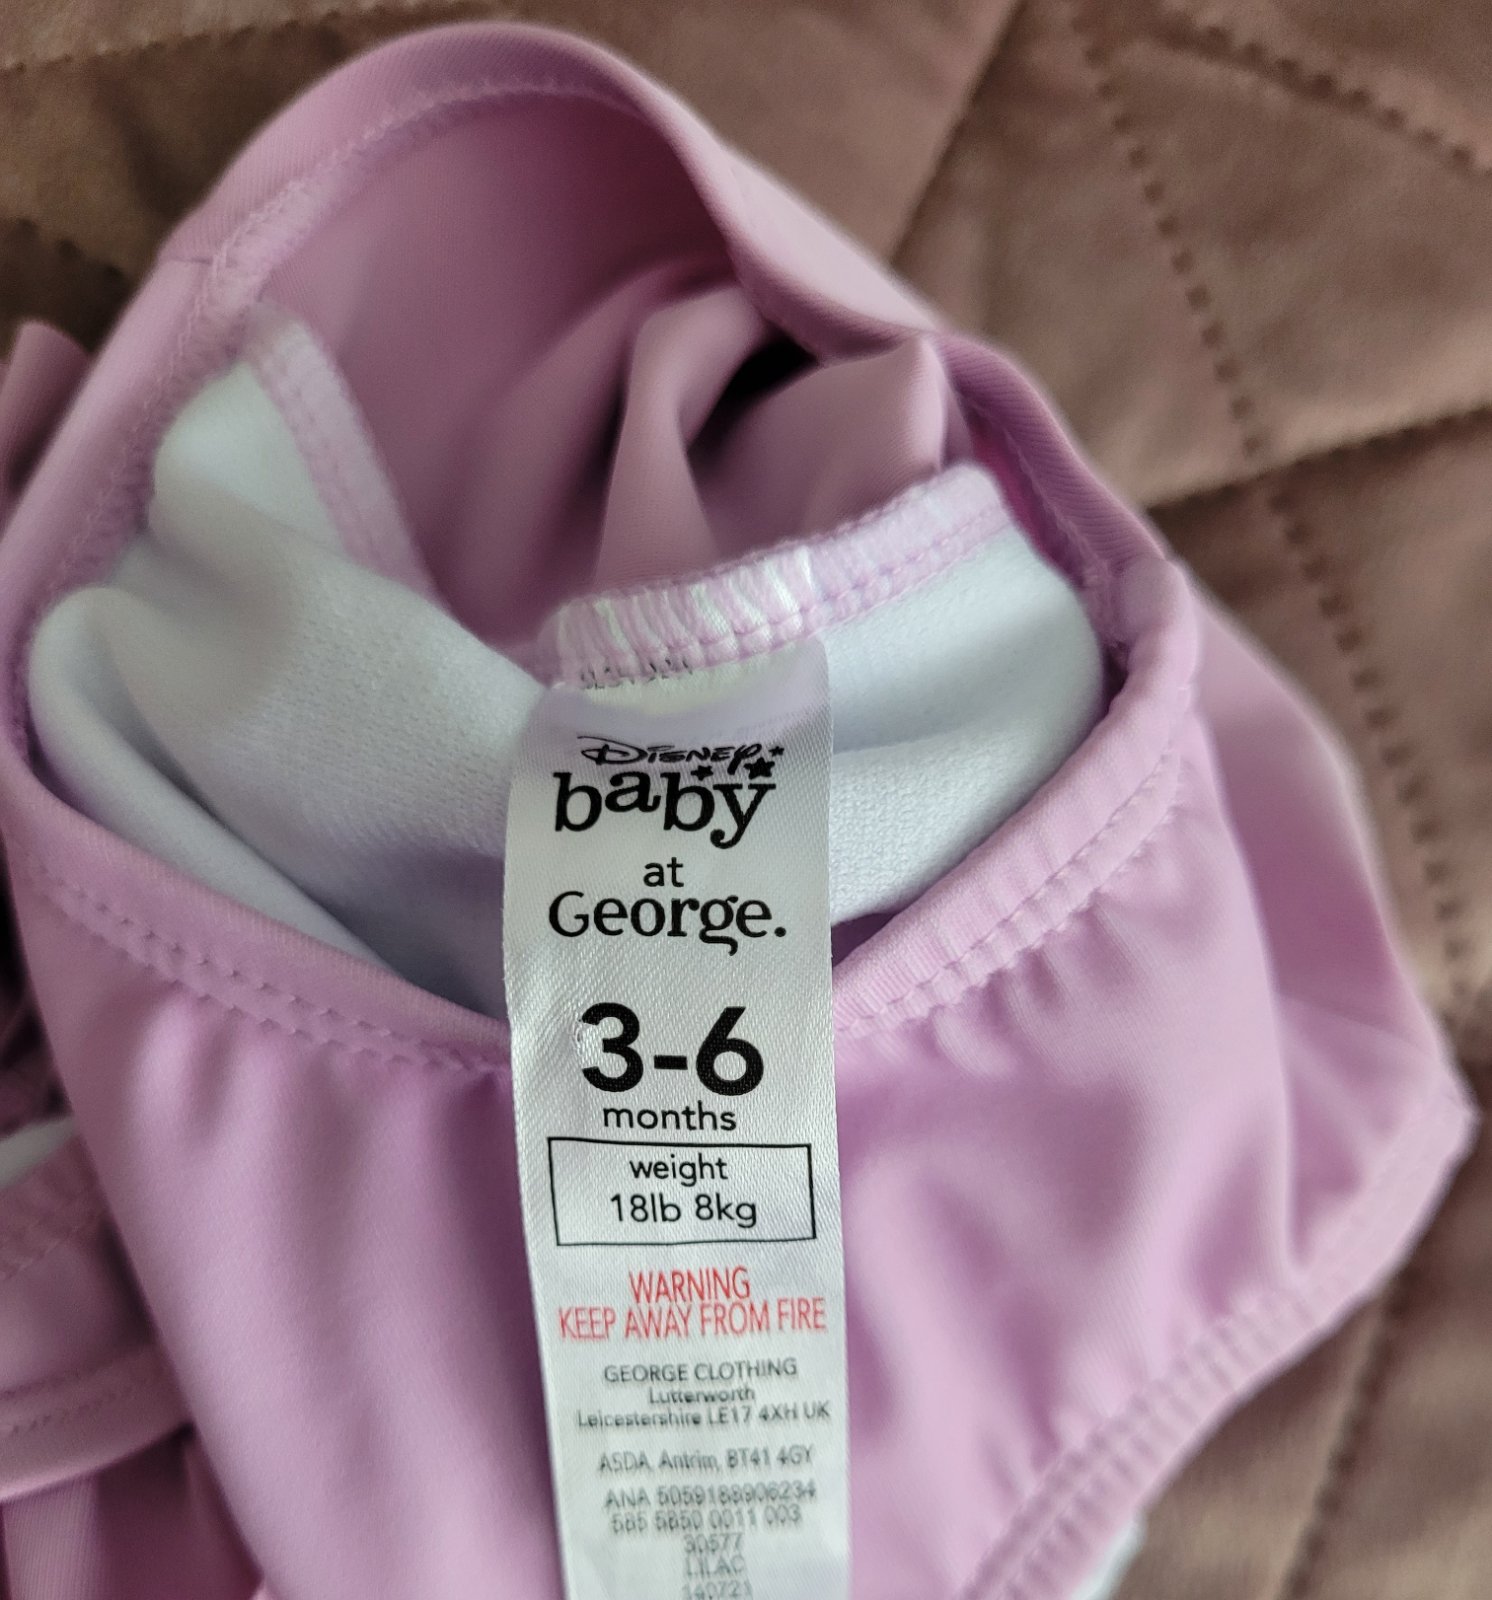 Disney
baby
at
George.
3-6
months
weight
18lb 8kg
WARNING
KEEP AWAY FROM FIRE
GEORGE CLOTHING
Lutterworth
Leicestershire LE17 4XH UK
ASDA, Antrim, BT41 4GY
ANA 5059188906234
585 5850 0011 003
30577
LILAC
140721